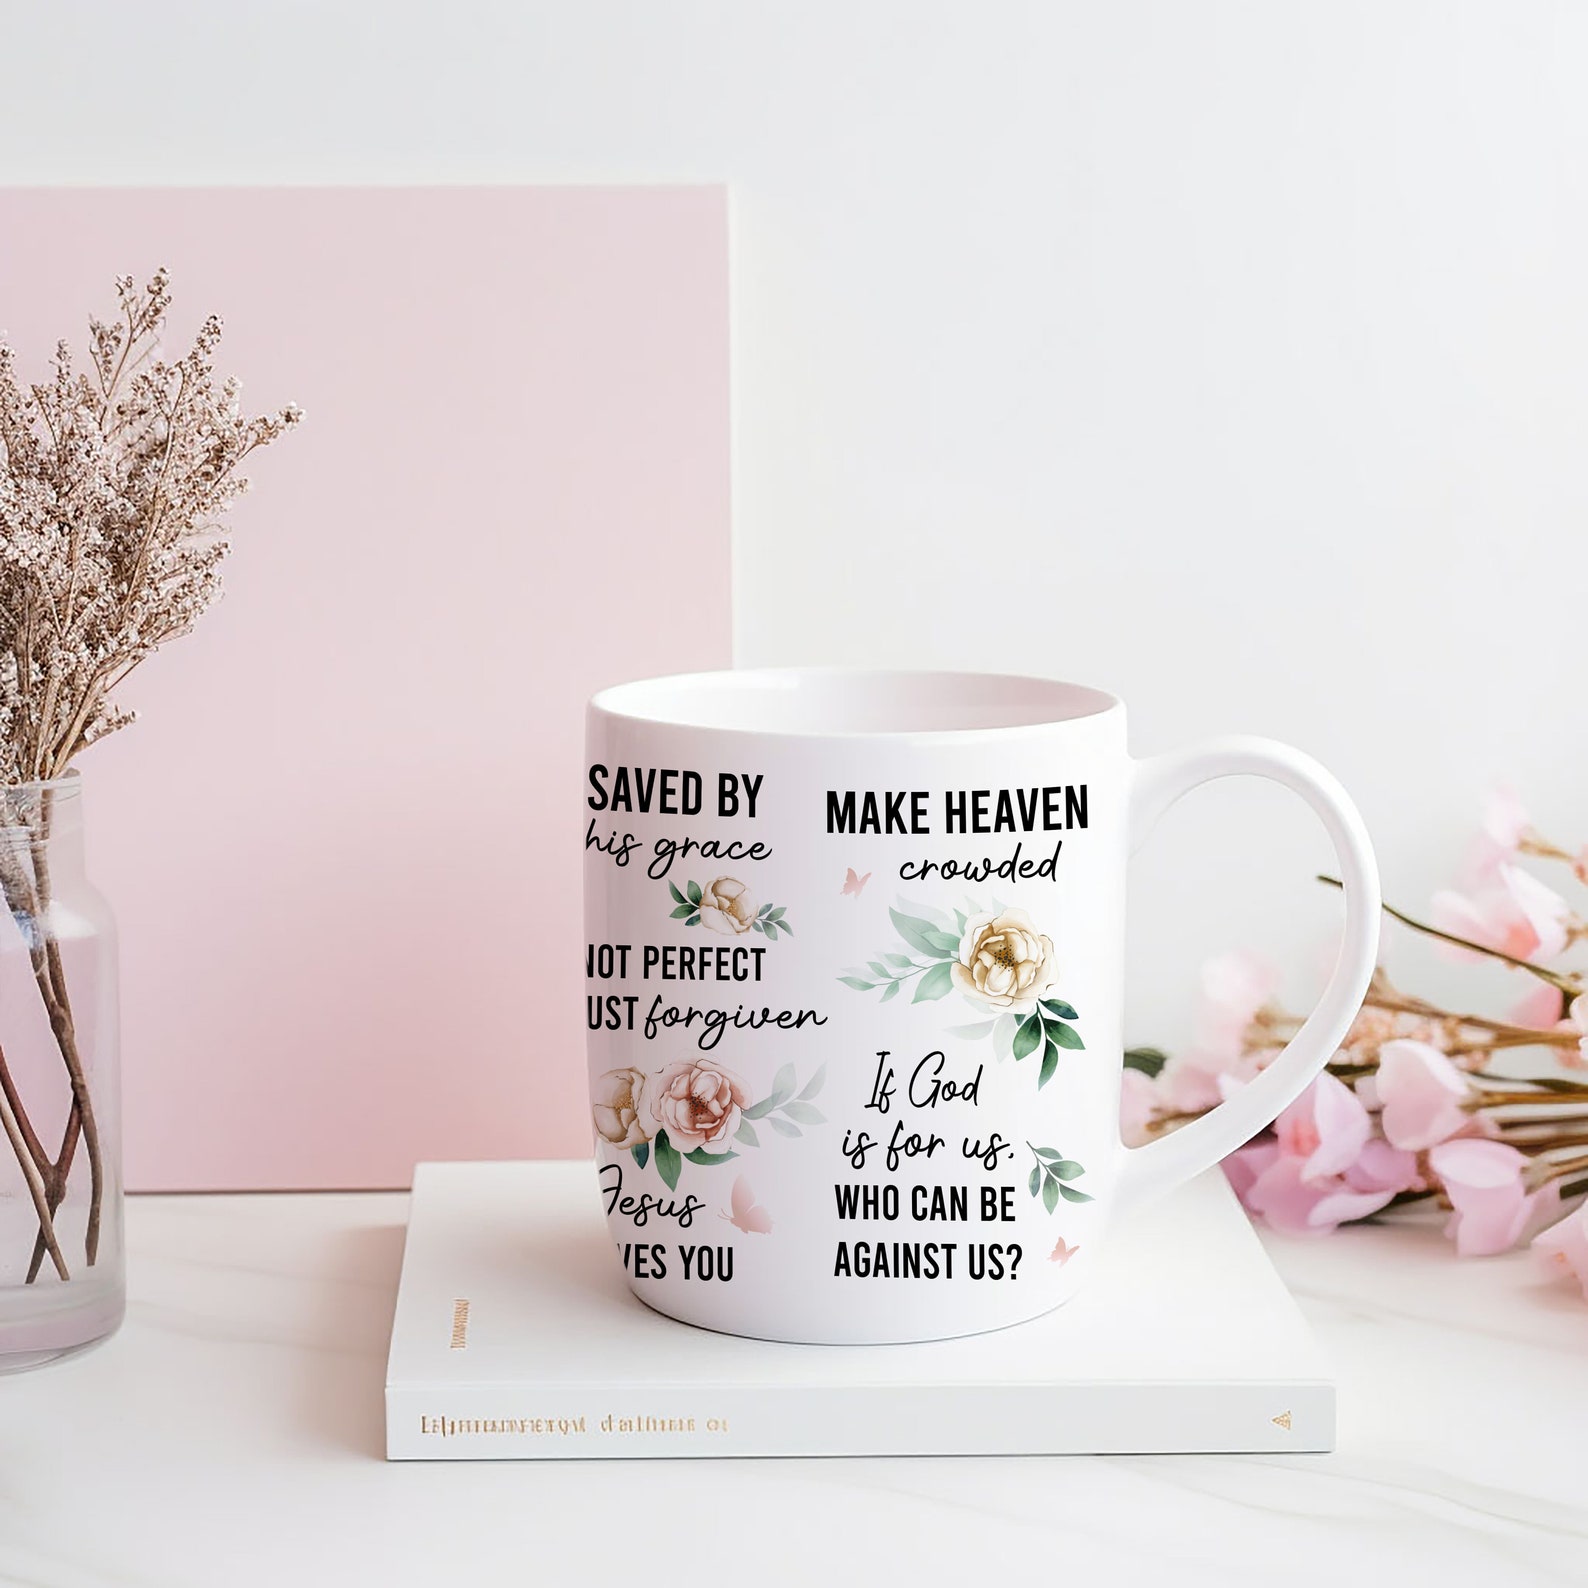 SAVED BY
his grace
NOT PERFECT
UST forgiven
Jesus
VES YOU
MAKE HEAVEN
crowded
If God
is for us,
WHO CAN BE
AGAINST US?